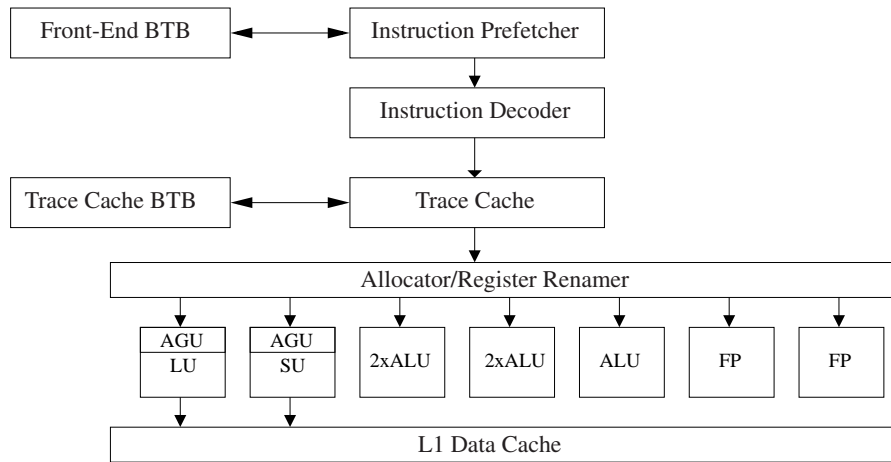 Front-End BTB
Instruction Prefetcher
Instruction Decoder
Trace Cache BTB
Trace Cache
Allocator/Register Renamer
AGU
LU
AGU
SU
2xALU
2xALU
ALU
FP
FP
L1 Data Cache